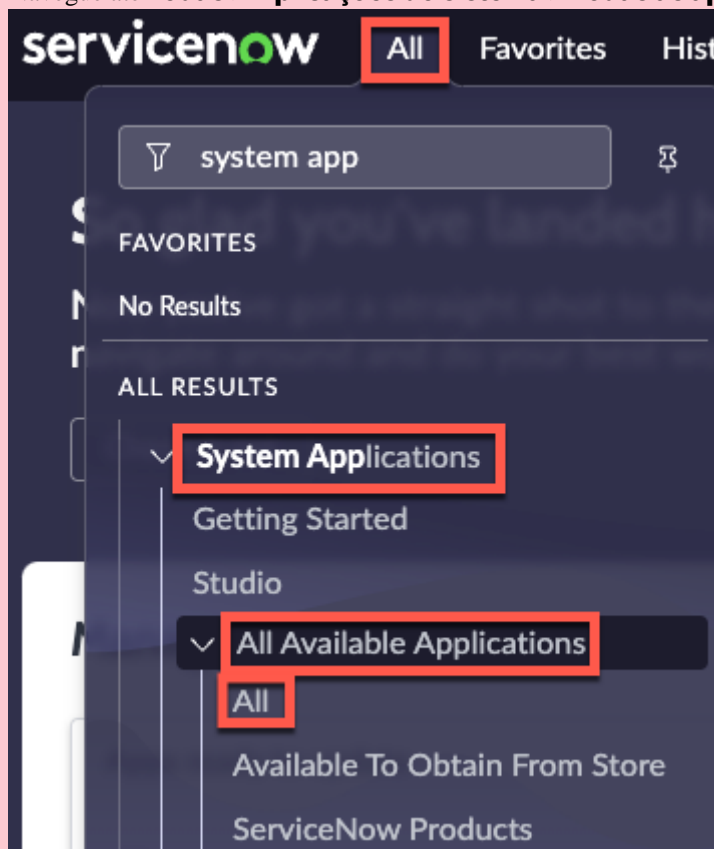 servicenow All Favorites Hist
system app
FAVORITES
No Results
ALL RESULTS
System Applications
Getting Started
Studio
All Available Applications
All
Available To Obtain From Store
ServiceNow Products